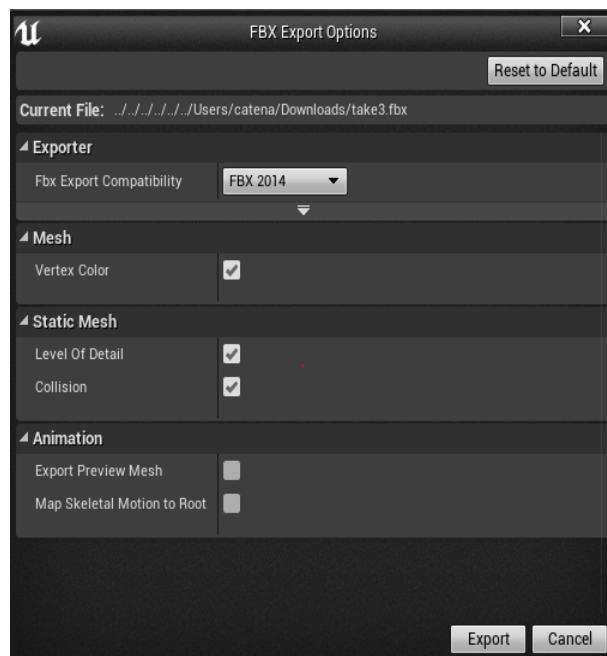 FBX Export Options
Reset to Default
Current File: ../../../../../../Users/catena/Downloads/take3.fbx
Exporter
Fbx Export Compatibility FBX 2014
Mesh
Vertex Color
Static Mesh
Level Of Detail
Collision
Animation
Export Preview Mesh
Map Skeletal Motion to Root
Export Cancel